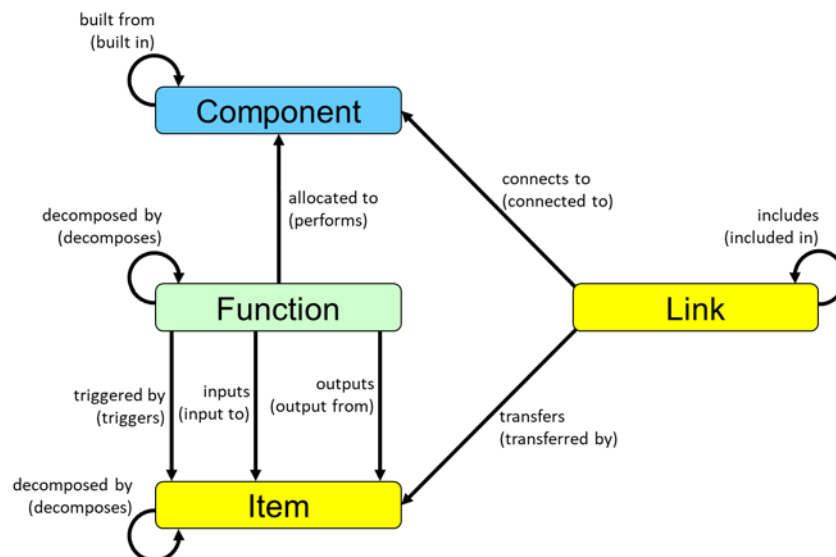 built from
(built in)
Component
allocated to
(performs)
connects to
(connected to)
decomposed by
(decomposes)
includes
(included in)
Function
Link
triggered by
(triggers)
inputs
(input to)
outputs
(output from)
transfers
(transferred by)
decomposed by
(decomposes)
Item